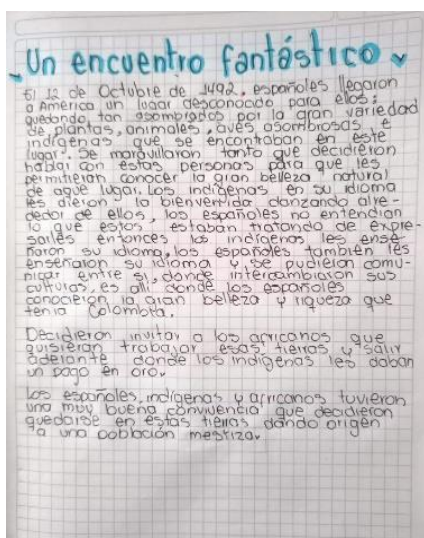 Un encuentro fantástico
El 12 de Octubre de 1492, españoles llegaron
a América un lugar desconocido para ellos;
quedando tan asombrados por la gran variedad
de plantas, animales, aves asombrosas e
indígenas que se encontraban en este
lugar. Se maravillaron tanto que decidieron
hablar con estas personas para que les
permitieran conocer la gran belleza natural
de aquel lugar. Los indígenas en su idioma
les dieron la bienvenida, danzando alre-
dedor de ellos, los españoles no entendían
lo que estos estaban tratando de expre-
sarles entonces los indígenas les ense-
ñaron su idioma, los españoles también les
enseñaron su idioma y se pudieron comu-
nicar entre si, donde intercambiaron sus
culturas, es allí donde los españoles
conocieron la gran belleza y riqueza que
tenía Colombia.
Decidieron invitar a los africanos que
quisieran trabajar esas tierras y salir
adelante donde los indígenas les daban
un pago en oro.
Los españoles, indígenas y africanos tuvieron
una muy buena convivencia que decidieron
quedarse en estas tierras dando origen
a una población mestiza.